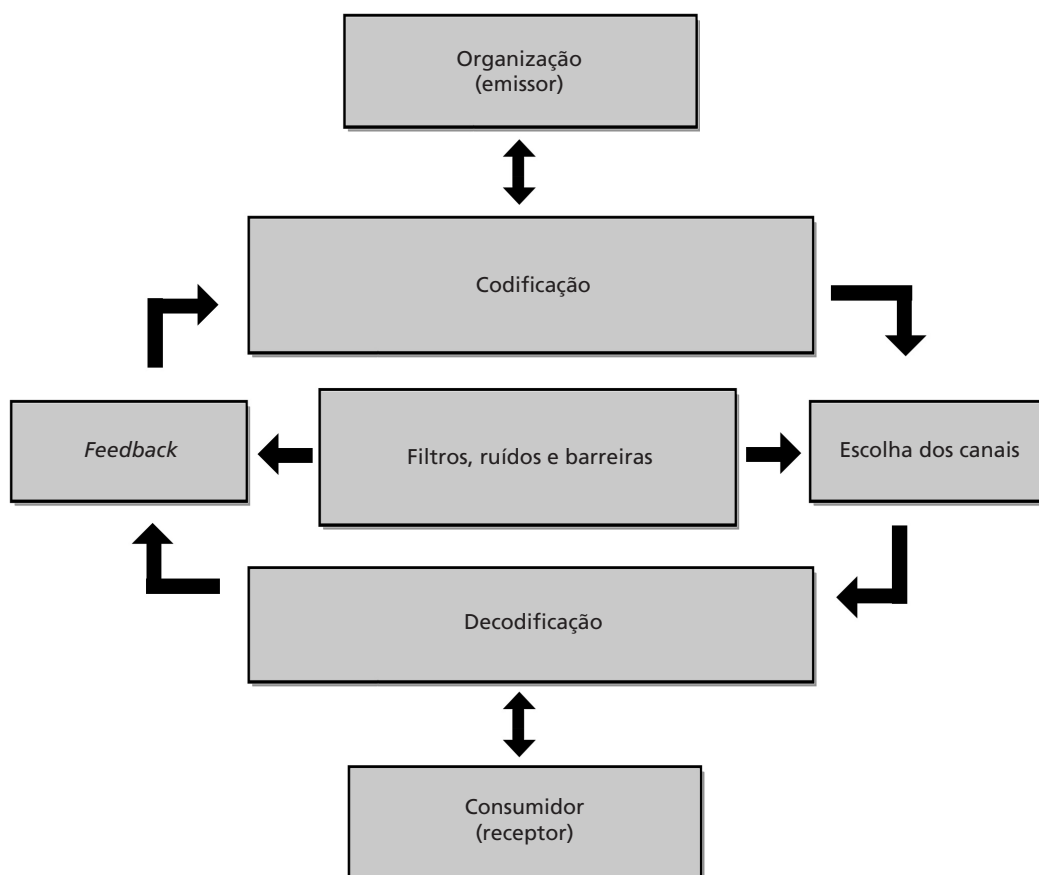 Organização
(emissor)
Codificação
Feedback
Filtros, ruídos e barreiras
Escolha dos canais
Decodificação
Consumidor
(receptor)